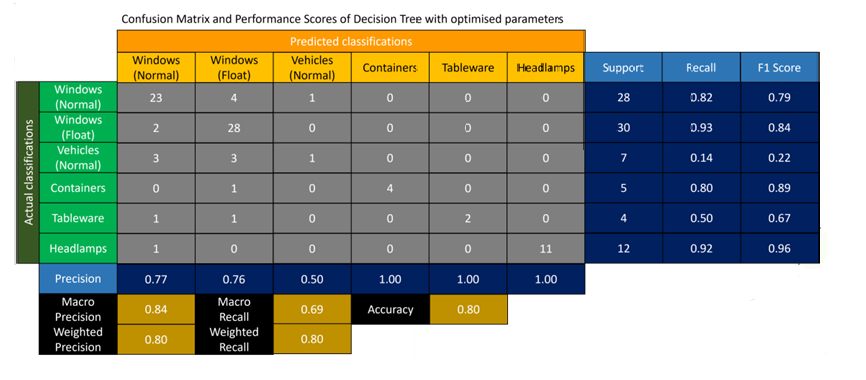 Confusion Matrix and Performance Scores of Decision Tree with optimised parameters
Predicted classifications
Windows (Normal) Windows (Float) Vehicles (Normal) Containers Tableware Headlamps Support Recall F1 Score
Actual classifications
Windows (Normal) 23 4 1 0 0 0 28 0.82 0.79
Windows (Float) 2 28 0 0 0 0 30 0.93 0.84
Vehicles (Normal) 3 3 1 0 0 0 7 0.14 0.22
Containers 0 1 0 4 0 0 5 0.80 0.89
Tableware 1 1 0 0 2 0 4 0.50 0.67
Headlamps 1 0 0 0 0 11 12 0.92 0.96
Precision 0.77 0.76 0.50 1.00 1.00 1.00
Macro Precision 0.84 Macro Recall 0.69 Accuracy 0.80
Weighted Precision 0.80 Weighted Recall 0.80